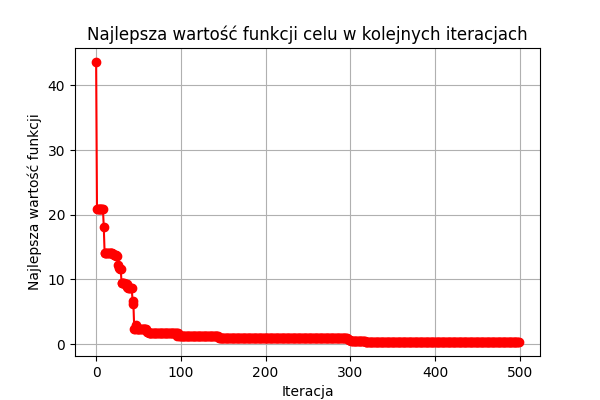 Najlepsza wartość funkcji celu w kolejnych iteracjach
Najlepsza wartość funkcji
40
30
20
10
0
0 100 200 300 400 500
Iteracja